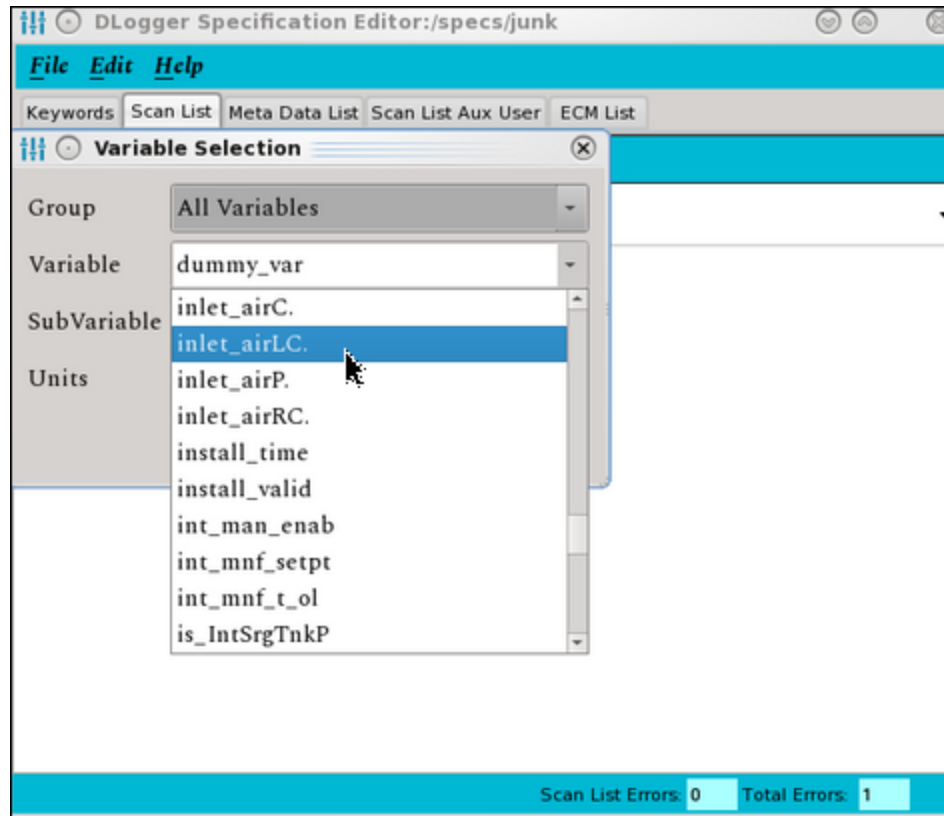 DLogger Specification Editor:/specs/junk
File Edit Help
Keywords Scan List Meta Data List Scan List Aux User ECM List
Variable Selection
Group All Variables
Variable dummy_var
inlet_airC.
SubVariable
inlet_airLC.
Units inlet_airP.
inlet_airRC.
install_time
install_valid
int_man_enab
int_mnf_setpt
int_mnf_t_ol
is_IntSrgTnkP
Scan List Errors: 0 Total Errors: 1